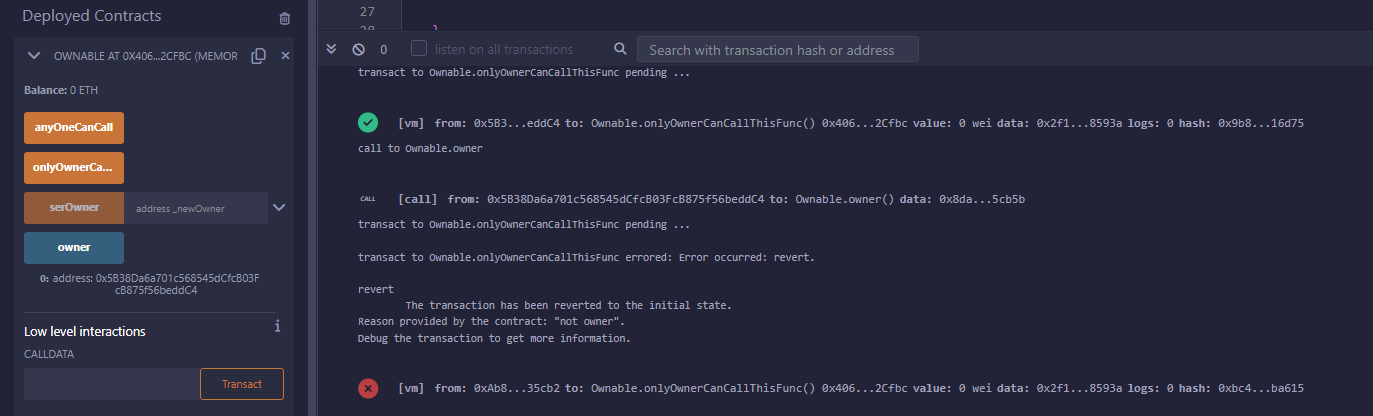 Deployed Contracts
OWNABLE AT 0X406...2CFBC (MEMOR
Balance: 0 ETH
anyOneCanCall
onlyOwnerCa...
serOwner
address _newOwner
owner
0: address: 0x5B38Da6a701c568545dCfcB03F
cB875f56beddC4
Low level interactions
i
CALLDATA
Transact
27
28
0
listen on all transactions
Search with transaction hash or address
transact to Ownable.onlyOwnerCanCallThisFunc pending ...
[vm] from: 0x5B3...eddC4 to: Ownable.onlyOwnerCanCallThisFunc() 0x406...2Cfbc value: 0 wei data: 0x2f1...8593a logs: 0 hash: 0x9b8...16d75
call to Ownable.owner
CALL [call] from: 0x5B38Da6a701c568545dCfcB03FcB875f56beddC4 to: Ownable.owner() data: 0x8da...5cb5b
transact to Ownable.onlyOwnerCanCallThisFunc pending ...
transact to Ownable.onlyOwnerCanCallThisFunc errored: Error occurred: revert.
revert
The transaction has been reverted to the initial state.
Reason provided by the contract: "not owner".
Debug the transaction to get more information.
[vm] from: 0xAb8...35cb2 to: Ownable.onlyOwnerCanCallThisFunc() 0x406...2Cfbc value: 0 wei data: 0x2f1...8593a logs: 0 hash: 0xbc4...ba615